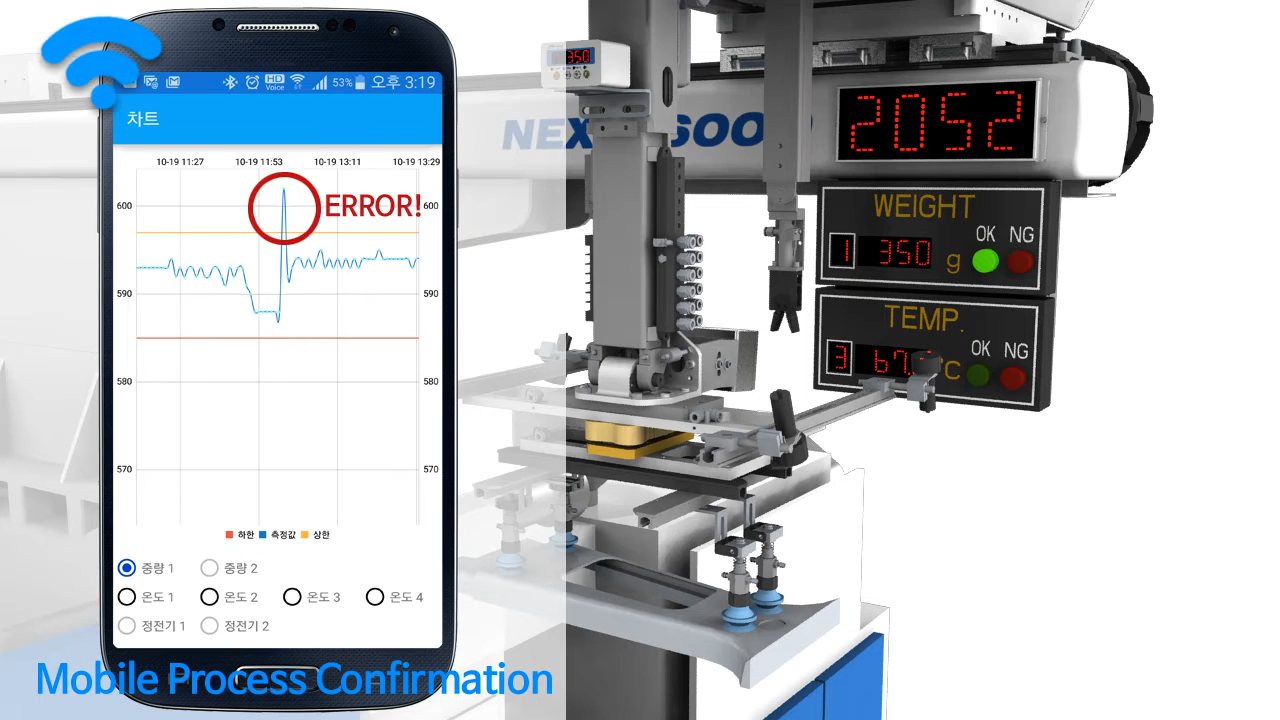 HD
Voice
53%
오후 3:19
차트
10-19 11:27
10-19 11:53
10-19 13:11
10-19 13:29
600
ERROR!
600
590
590
580
580
570
570
하한
측정값
상한
중량 1
중량 2
온도 1
온도 2
온도 3
온도 4
정전기 1
정전기 2
Mobile Process Confirmation
350
2052
WEIGHT
OK NG
1 350 g
TEMP.
OK NG
3 67. °C